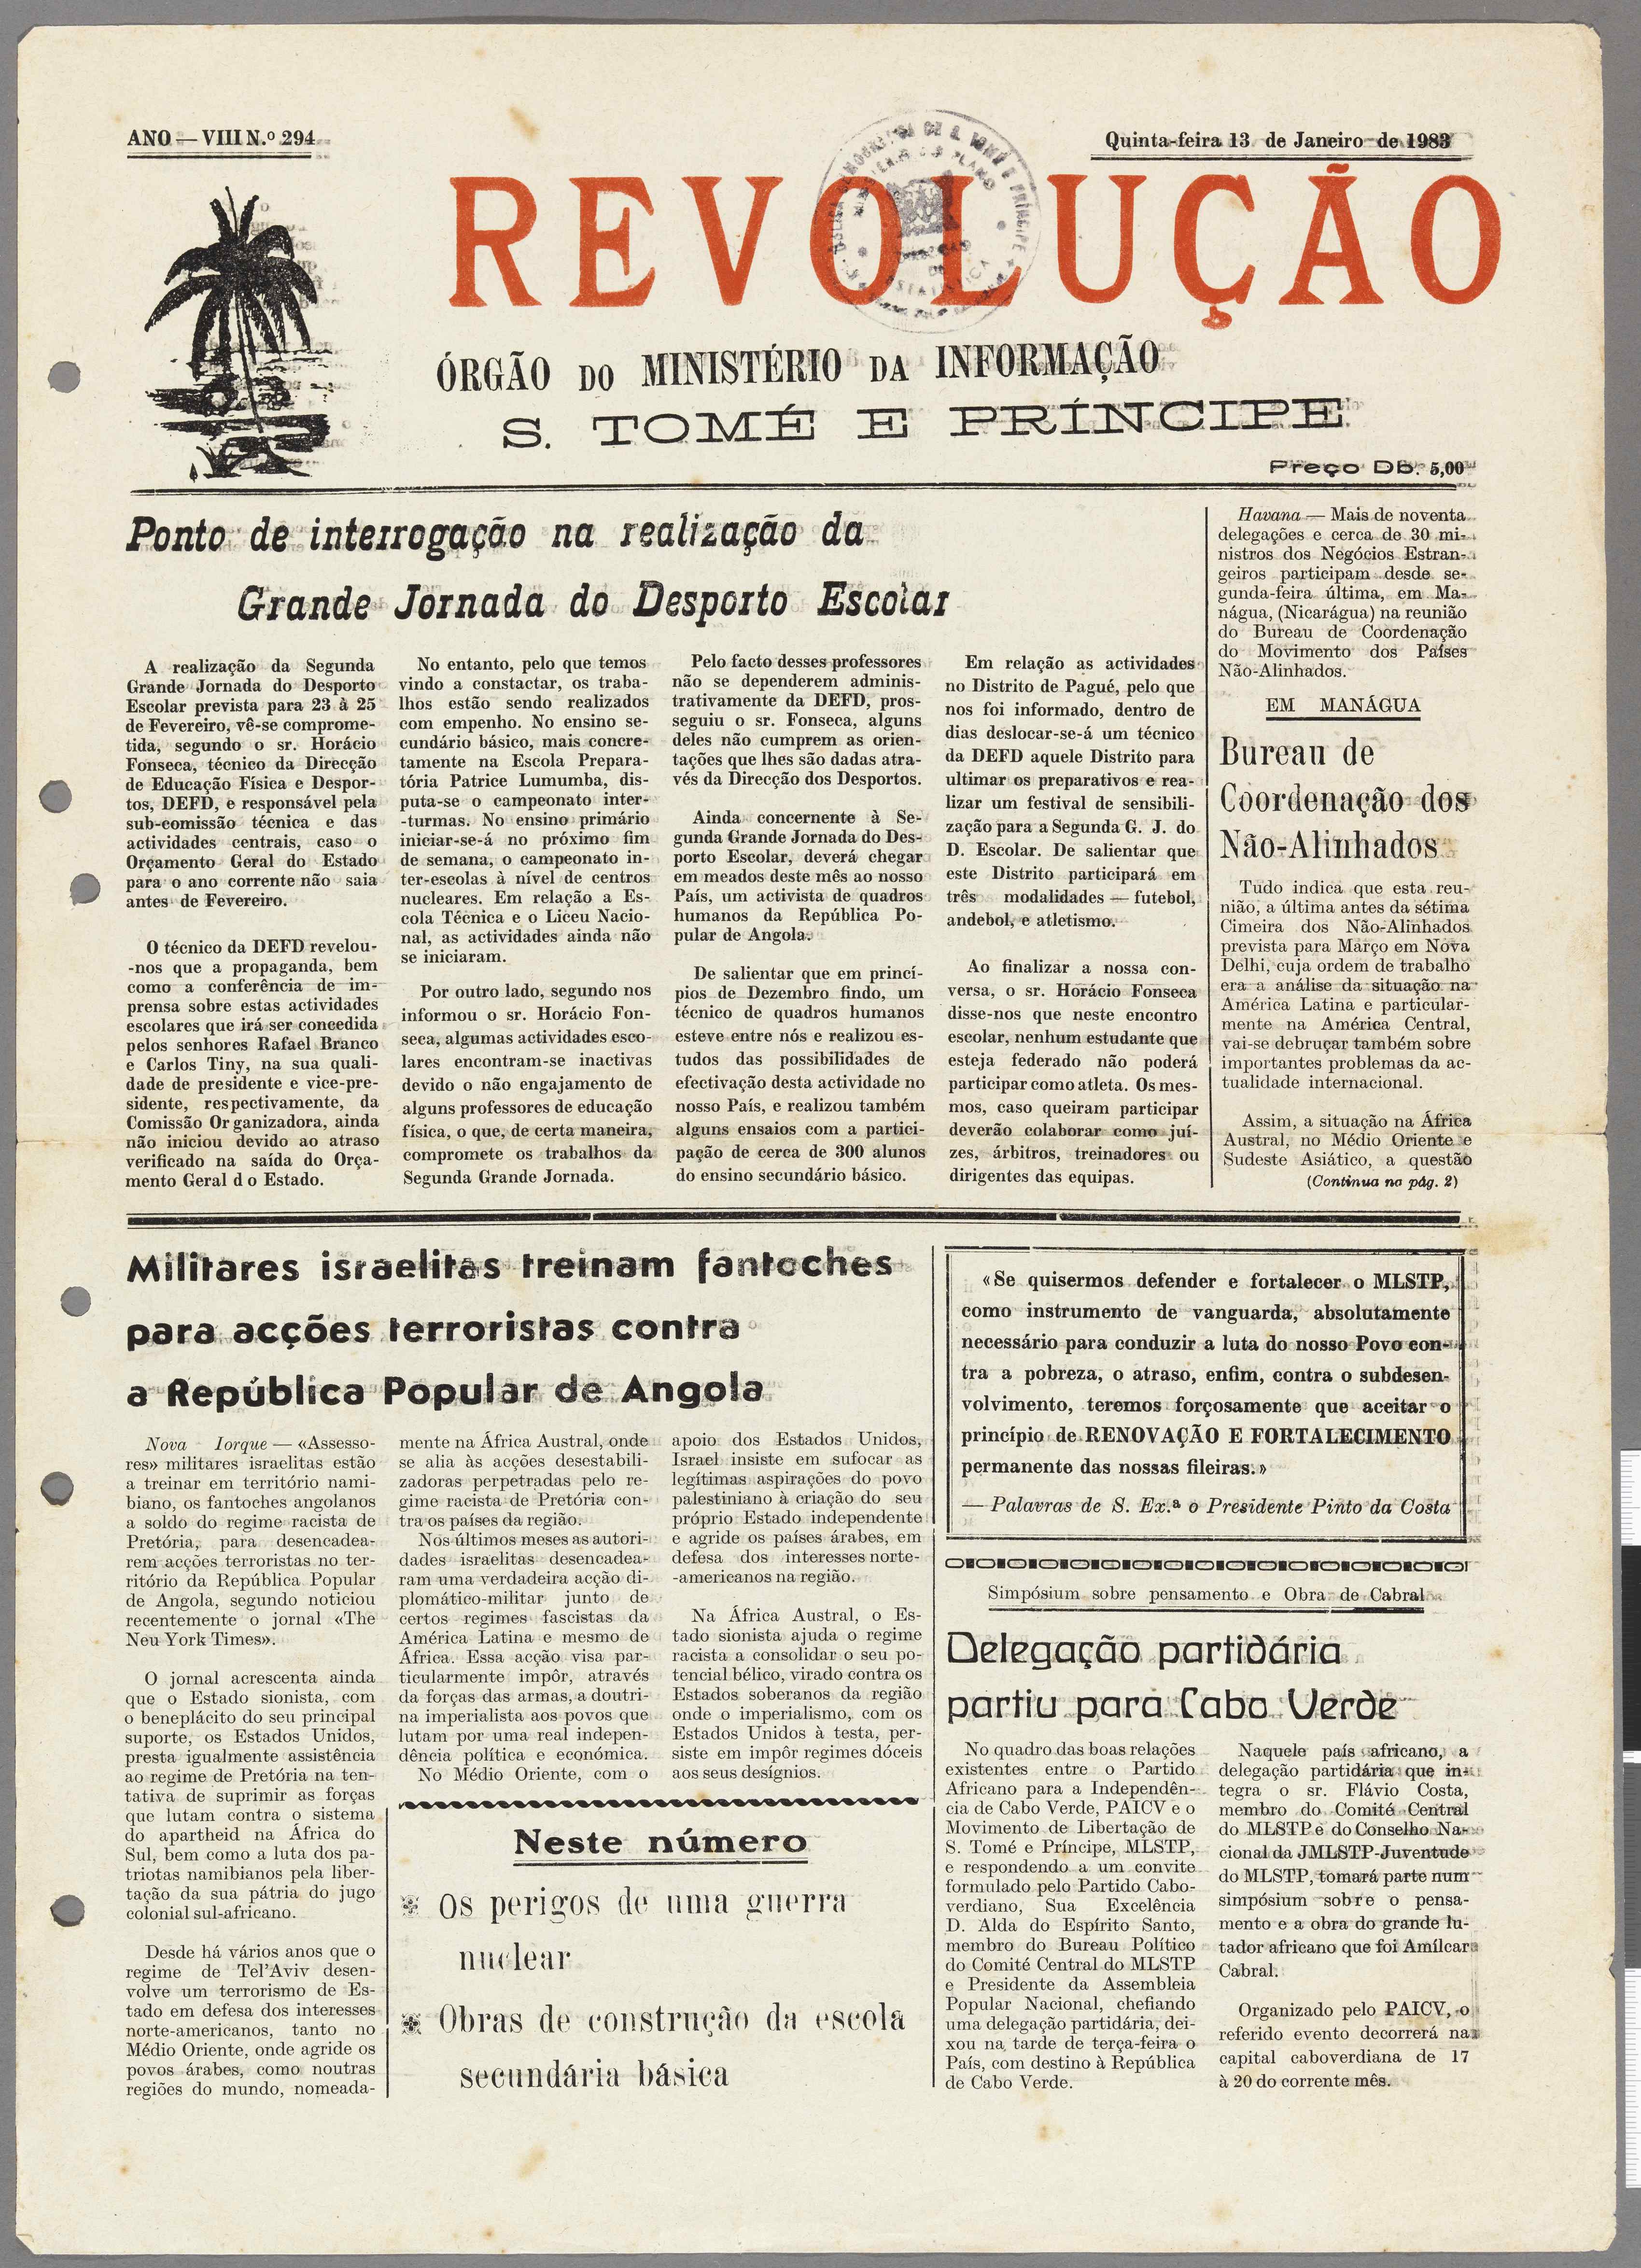 ANO — VIII N.º 294
Quinta-feira 13 de Janeiro de 1983
REVOLUÇÃO
ÓRGÃO DO MINISTÉRIO DA INFORMAÇÃO
S. TOMÉ E PRÍNCIPE
Preço Db. 5,00
Ponto de interrogação na realização da
Grande Jornada do Desporto Escolar
A realização da Segunda
Grande Jornada do Desporto
Escolar prevista para 23 à 25
de Fevereiro, vê-se comprome-
tida, segundo o sr. Horácio
Fonseca, técnico da Direcção
de Educação Física e Despor-
tos, DEFD, e responsável pela
sub-comissão técnica e das
actividades centrais, caso o
Orçamento Geral do Estado
para o ano corrente não saia
antes de Fevereiro.
O técnico da DEFD revelou-
-nos que a propaganda, bem
como a conferência de im-
prensa sobre estas actividades
escolares que irá ser concedida
pelos senhores Rafael Branco
e Carlos Tiny, na sua quali-
dade de presidente e vice-pre-
sidente, respectivamente, da
Comissão Or ganizadora, ainda
não iniciou devido ao atraso
verificado na saída do Orça-
mento Geral d o Estado.
No entanto, pelo que temos
vindo a constactar, os traba-
lhos estão sendo realizados
com empenho. No ensino se-
cundário básico, mais concre-
tamente na Escola Prepara-
tória Patrice Lumumba, dis-
puta-se o campeonato inter-
-turmas. No ensino primário
iniciar-se-á no próximo fim
de semana, o campeonato in-
ter-escolas à nível de centros
nucleares. Em relação a Es-
cola Técnica e o Liceu Nacio-
nal, as actividades ainda não
se iniciaram.
Por outro lado, segundo nos
informou o sr. Horácio Fon-
seca, algumas actividades esco-
lares encontram-se inactivas
devido o não engajamento de
alguns professores de educação
física, o que, de certa maneira,
compromete os trabalhos da
Segunda Grande Jornada.
Pelo facto desses professores
não se dependerem adminis-
trativamente da DEFD, pros-
seguiu o sr. Fonseca, alguns
deles não cumprem as orien-
tações que lhes são dadas atra-
vés da Direcção dos Desportos.
Ainda concernente à Se-
gunda Grande Jornada do Des-
porto Escolar, deverá chegar
em meados deste mês ao nosso
País, um activista de quadros
humanos da República Po-
pular de Angola.
De salientar que em princí-
pios de Dezembro findo, um
técnico de quadros humanos
esteve entre nós e realizou es-
tudos das possibilidades de
efectivação desta actividade no
nosso País, e realizou também
alguns ensaios com a partici-
pação de cerca de 300 alunos
do ensino secundário básico.
Em relação as actividades
no Distrito de Pagué, pelo que
nos foi informado, dentro de
dias deslocar-se-á um técnico
da DEFD aquele Distrito para
ultimar os preparativos e rea-
lizar um festival de sensibili-
zação para a Segunda G. J. do
D. Escolar. De salientar que
este Distrito participará em
três modalidades — futebol,
andebol, e atletismo.
Ao finalizar a nossa con-
versa, o sr. Horácio Fonseca
disse-nos que neste encontro
escolar, nenhum estudante que
esteja federado não poderá
participar como atleta. Os mes-
mos, caso queiram participar
deverão colaborar como juí-
zes, árbitros, treinadores ou
dirigentes das equipas.
Havana — Mais de noventa
delegações e cerca de 30 mi-
nistros dos Negócios Estran-
geiros participam desde se-
gunda-feira última, em Ma-
nágua, (Nicarágua) na reunião
do Bureau de Coordenação
do Movimento dos Países
Não-Alinhados.
EM MANÁGUA
Bureau de
Coordenação dos
Não-Alinhados
Tudo indica que esta reu-
nião, a última antes da sétima
Cimeira dos Não-Alinhados
prevista para Março em Nova
Delhi, cuja ordem de trabalho
era a análise da situação na
América Latina e particular-
mente na América Central,
vai-se debruçar também sobre
importantes problemas da ac-
tualidade internacional.
Assim, a situação na África
Austral, no Médio Oriente e
Sudeste Asiático, a questão
(Continua na pág. 2)
Militares israelitas treinam fantoches
para acções terroristas contra
a República Popular de Angola
Nova Iorque — «Assesso-
res» militares israelitas estão
a treinar em território nami-
biano, os fantoches angolanos
a soldo do regime racista de
Pretória, para desencadea-
rem acções terroristas no ter-
ritório da República Popular
de Angola, segundo noticiou
recentemente o jornal «The
Neu York Times».
O jornal acrescenta ainda
que o Estado sionista, com
o beneplácito do seu principal
suporte, os Estados Unidos,
presta igualmente assistência
ao regime de Pretória na ten-
tativa de suprimir as forças
que lutam contra o sistema
do apartheid na África do
Sul, bem como a luta dos pa-
triotas namibianos pela liber-
tação da sua pátria do jugo
colonial sul-africano.
Desde há vários anos que o
regime de Tel'Aviv desen-
volve um terrorismo de Es-
tado em defesa dos interesses
norte-americanos, tanto no
Médio Oriente, onde agride os
povos árabes, como noutras
regiões do mundo, nomeada-
mente na África Austral, onde
se alia às acções desestabili-
zadoras perpetradas pelo re-
gime racista de Pretória con-
tra os países da região.
Nos últimos meses as autori-
dades israelitas desencadea-
ram uma verdadeira acção di-
plomático-militar junto de
certos regimes fascistas da
América Latina e mesmo de
África. Essa acção visa par-
ticularmente impôr, através
da forças das armas, a doutri-
na imperialista aos povos que
lutam por uma real indepen-
dência política e económica.
No Médio Oriente, com o
apoio dos Estados Unidos,
Israel insiste em sufocar as
legítimas aspirações do povo
palestiniano à criação do seu
próprio Estado independente
e agride os países árabes, em
defesa dos interesses norte-
-americanos na região.
Na África Austral, o Es-
tado sionista ajuda o regime
racista a consolidar o seu po-
tencial bélico, virado contra os
Estados soberanos da região
onde o imperialismo, com os
Estados Unidos à testa, per-
siste em impôr regimes dóceis
aos seus desígnios.
Neste número
Os perigos de uma guerra
nuclear
Obras de construção da escola
secundária básica
«Se quisermos defender e fortalecer o MLSTP,
como instrumento de vanguarda, absolutamente
necessário para conduzir a luta do nosso Povo con-
tra a pobreza, o atraso, enfim, contra o subdesen-
volvimento, teremos forçosamente que aceitar o
princípio de RENOVAÇÃO E FORTALECIMENTO
permanente das nossas fileiras.»
— Palavras de S. Ex.ª o Presidente Pinto da Costa
Simpósium sobre pensamento e Obra de Cabral
Delegação partidária
partiu para Cabo Verde
No quadro das boas relações
existentes entre o Partido
Africano para a Independên-
cia de Cabo Verde, PAICV e o
Movimento de Libertação de
S. Tomé e Príncipe, MLSTP,
e respondendo a um convite
formulado pelo Partido Cabo-
verdiano, Sua Excelência
D. Alda do Espírito Santo,
membro do Bureau Político
do Comité Central do MLSTP
e Presidente da Assembleia
Popular Nacional, chefiando
uma delegação partidária, dei-
xou na tarde de terça-feira o
País, com destino à República
de Cabo Verde.
Naquele país africano, a
delegação partidária que in-
tegra o sr. Flávio Costa,
membro do Comité Central
do MLSTP e do Conselho Na-
cional da JMLSTP-Juventude
do MLSTP, tomará parte num
simpósium sobre o pensa-
mento e a obra do grande lu-
tador africano que foi Amílcar
Cabral.
Organizado pelo PAICV, o
referido evento decorrerá na
capital caboverdiana de 17
à 20 do corrente mês.